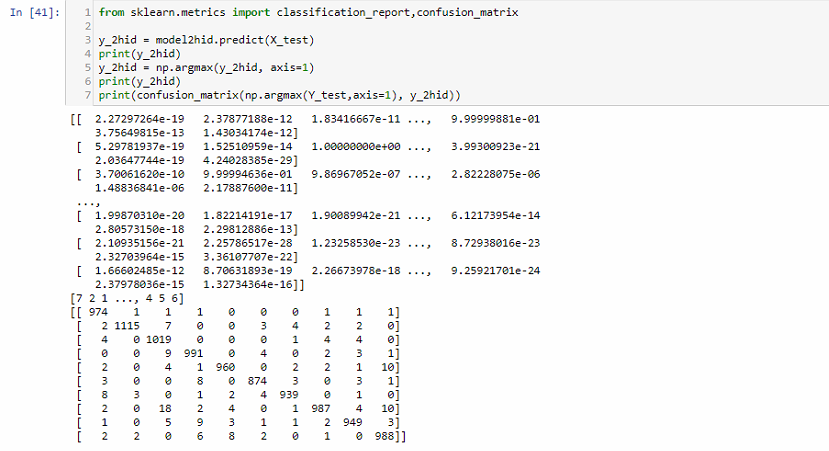 In [41]:
1 from sklearn.metrics import classification_report,confusion_matrix
2
3 y_2hid = model2hid.predict(X_test)
4 print(y_2hid)
5 y_2hid = np.argmax(y_2hid, axis=1)
6 print(y_2hid)
7 print(confusion_matrix(np.argmax(Y_test,axis=1), y_2hid))
[[ 2.27297264e-19 2.37877188e-12 1.83416667e-11 ..., 9.99999881e-01
3.75649815e-13 1.43034174e-12]
[ 5.29781937e-19 1.52510959e-14 1.00000000e+00 ..., 3.99300923e-21
2.03647744e-19 4.24028385e-29]
[ 3.70061620e-10 9.99994636e-01 9.86967052e-07 ..., 2.82228075e-06
1.48836841e-06 2.17887600e-11]
...,
[ 1.99870310e-20 1.82214191e-17 1.90089942e-21 ..., 6.12173954e-14
2.80573150e-18 2.29812886e-13]
[ 2.10935156e-21 2.25786517e-28 1.23258530e-23 ..., 8.72938016e-23
2.32703964e-15 3.36107707e-22]
[ 1.66602485e-12 8.70631893e-19 2.26673978e-18 ..., 9.25921701e-24
2.37978036e-15 1.32734364e-16]]
[7 2 1 ..., 4 5 6]
[[ 974 1 1 1 0 0 0 1 1 1]
[ 2 1115 7 0 0 3 4 2 2 0]
[ 4 0 1019 0 0 0 1 4 4 0]
[ 0 0 9 991 0 4 0 2 3 1]
[ 2 0 4 1 960 0 2 2 1 10]
[ 3 0 0 8 0 874 3 0 3 1]
[ 8 3 0 1 2 4 939 0 1 0]
[ 2 0 18 2 4 0 1 987 4 10]
[ 1 0 5 9 3 1 1 2 949 3]
[ 2 2 0 6 8 2 0 1 0 988]]